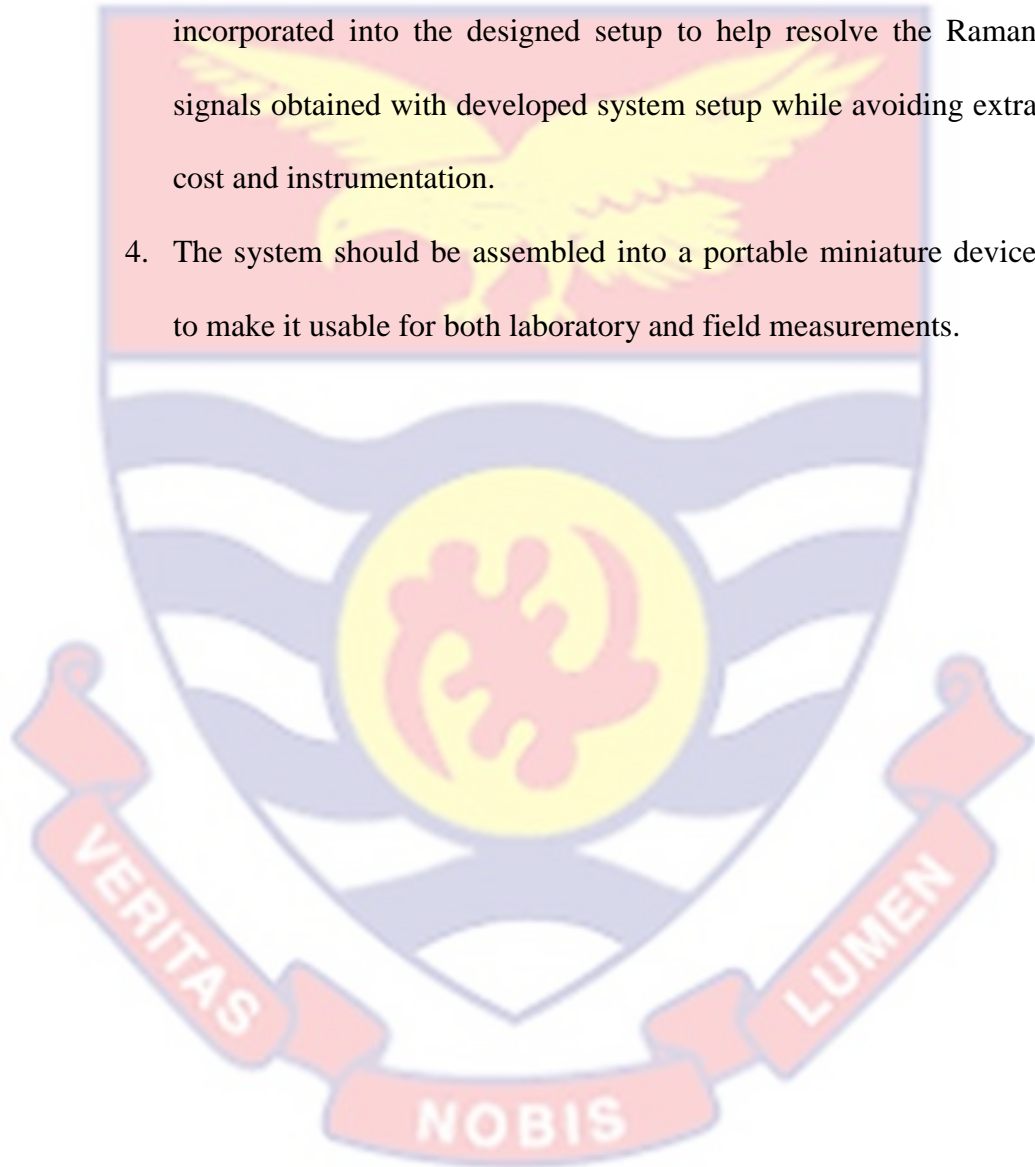 incorporated into the designed setup to help resolve the Raman
signals obtained with developed system setup while avoiding extra
cost and instrumentation.
4. The system should be assembled into a portable miniature device
to make it usable for both laboratory and field measurements.
VERITAS
NOBIS
LUMEN